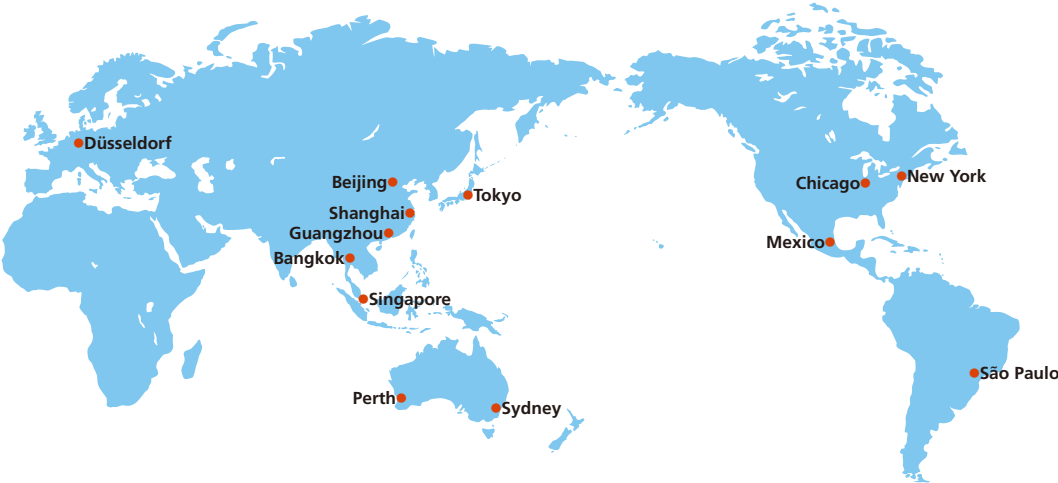 Düsseldorf
Beijing
Tokyo
Shanghai
Guangzhou
Bangkok
Singapore
Perth
Sydney
Chicago
New York
Mexico
São Paulo